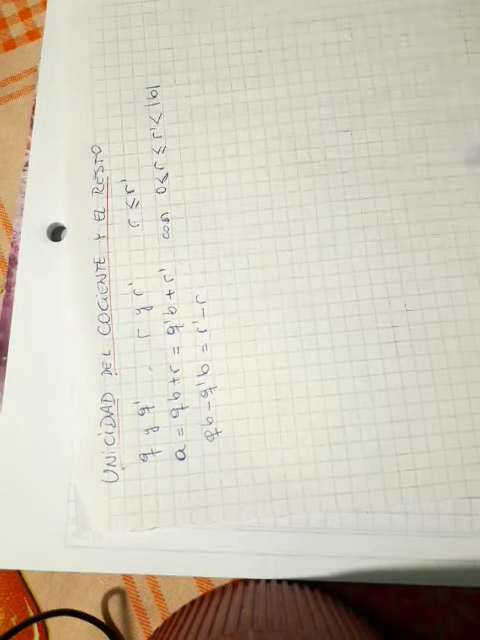 UNICIDAD DEL COCIENTE Y EL RESTO
q y q' r y r' r ≤ r'
a = qb + r = q'b + r' con 0 ≤ r ≤ r' < |b|
qb - q'b = r' - r